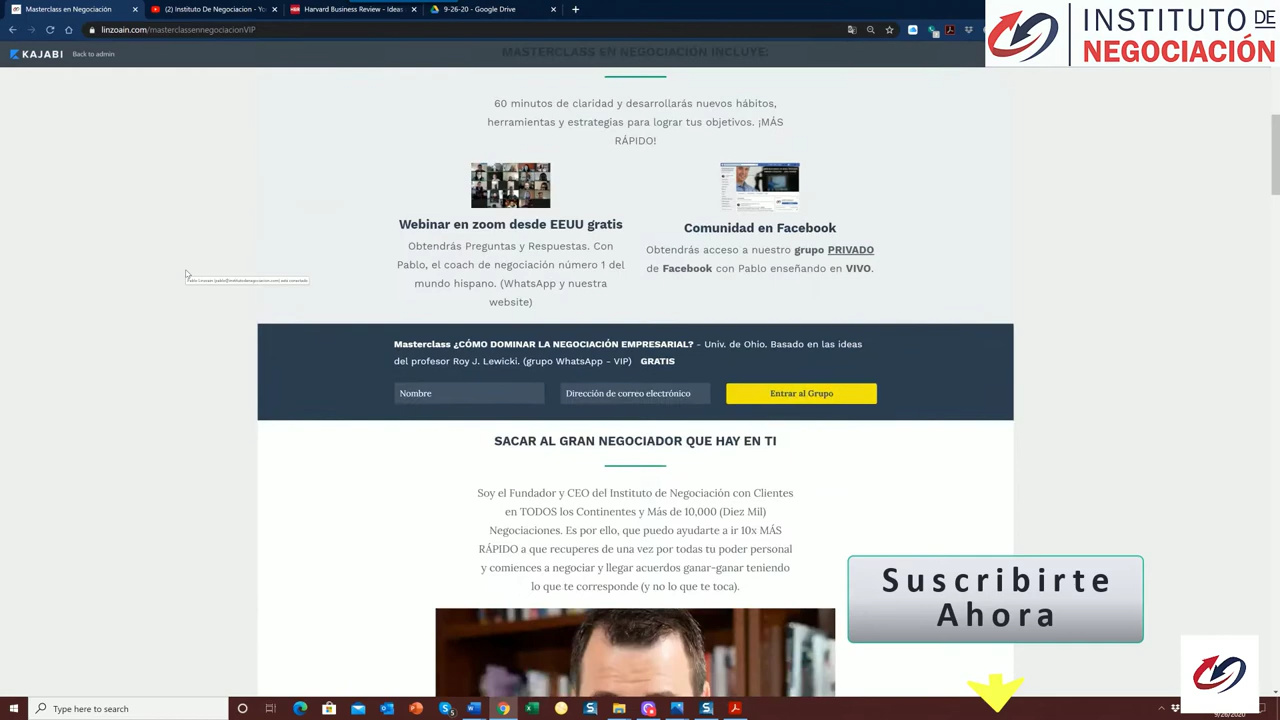 Masterclass en Negociación
(2) Instituto De Negociacion - Yo
Harvard Business Review - Ideas
9-26-20 - Google Drive
linzoain.com/masterclassennegociacionVIP
INSTITUTO DE
NEGOCIACIÓN
KAJABI
Back to admin
MASTERCLASS EN NEGOCIACIÓN INCLUYE:
60 minutos de claridad y desarrollarás nuevos hábitos,
herramientas y estrategias para lograr tus objetivos. ¡MÁS
RÁPIDO!
Webinar en zoom desde EEUU gratis
Obtendrás Preguntas y Respuestas. Con
Pablo, el coach de negociación número 1 del
mundo hispano. (WhatsApp y nuestra
website)
Comunidad en Facebook
Obtendrás acceso a nuestro grupo PRIVADO
de Facebook con Pablo enseñando en VIVO.
Masterclass ¿CÓMO DOMINAR LA NEGOCIACIÓN EMPRESARIAL? - Univ. de Ohio. Basado en las ideas
del profesor Roy J. Lewicki. (grupo WhatsApp - VIP) GRATIS
Nombre
Dirección de correo electrónico
Entrar al Grupo
SACAR AL GRAN NEGOCIADOR QUE HAY EN TI
Soy el Fundador y CEO del Instituto de Negociación con Clientes
en TODOS los Continentes y Más de 10,000 (Diez Mil)
Negociaciones. Es por ello, que puedo ayudarte a ir 10x MÁS
RÁPIDO a que recuperes de una vez por todas tu poder personal
y comiences a negociar y llegar acuerdos ganar-ganar teniendo
lo que te corresponde (y no lo que te toca).
Suscribirte
Ahora
Type here to search
9/26/2020